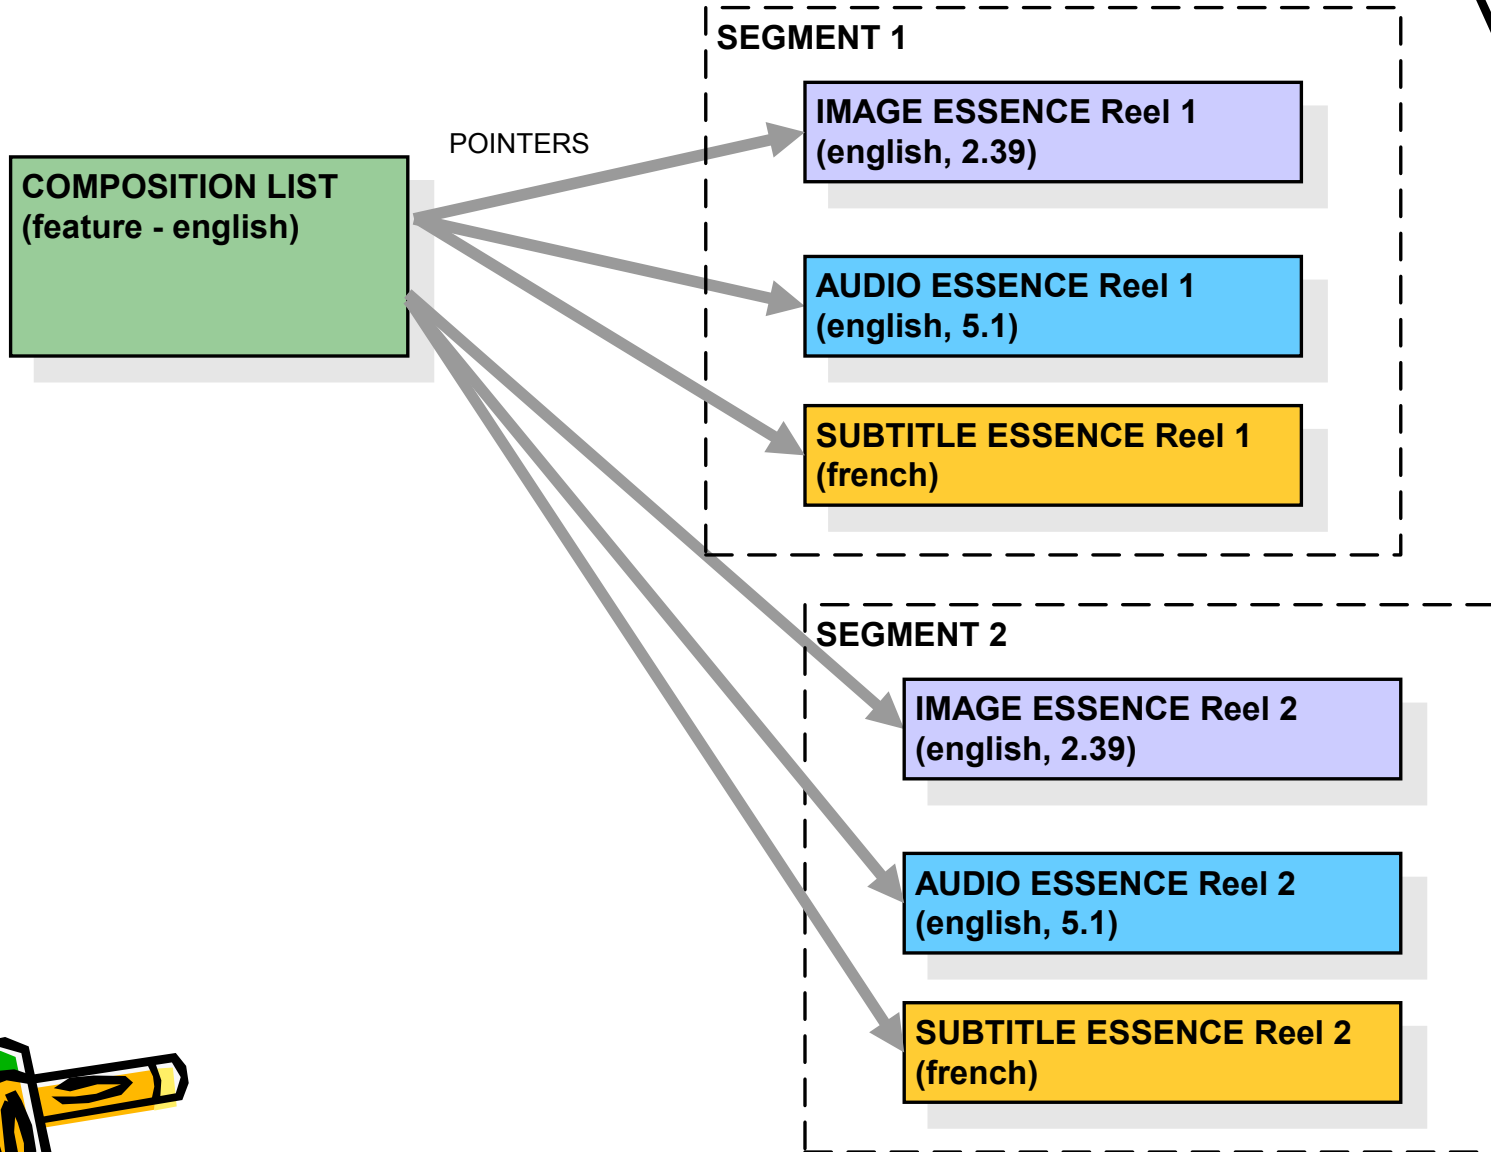 SEGMENT 1
IMAGE ESSENCE Reel 1
(english, 2.39)
POINTERS
COMPOSITION LIST
(feature - english)
AUDIO ESSENCE Reel 1
(english, 5.1)
SUBTITLE ESSENCE Reel 1
(french)
SEGMENT 2
IMAGE ESSENCE Reel 2
(english, 2.39)
AUDIO ESSENCE Reel 2
(english, 5.1)
SUBTITLE ESSENCE Reel 2
(french)